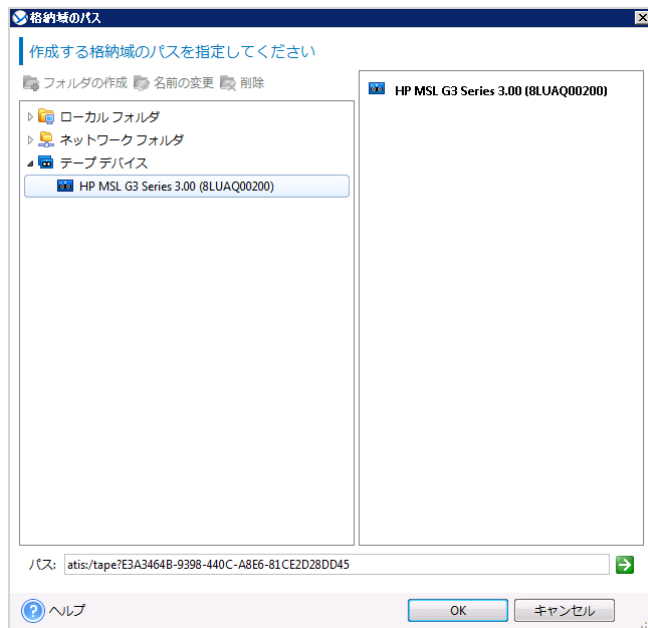 格納域のパス
作成する格納域のパスを指定してください
フォルダの作成 名前の変更 削除
ローカル フォルダ
ネットワーク フォルダ
テープ デバイス
HP MSL G3 Series 3.00 (8LUAQ00200)
HP MSL G3 Series 3.00 (8LUAQ00200)
パス: atis:/tape?E3A3464B-9398-440C-A8E6-81CE2D28DD45
ヘルプ OK キャンセル